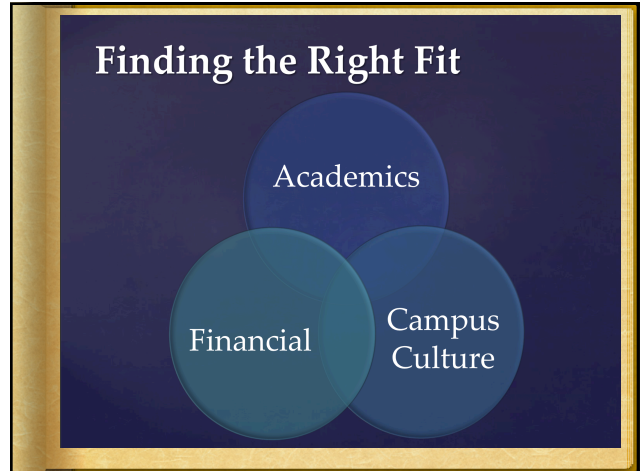 Finding the Right Fit
Academics
Financial
Campus
Culture